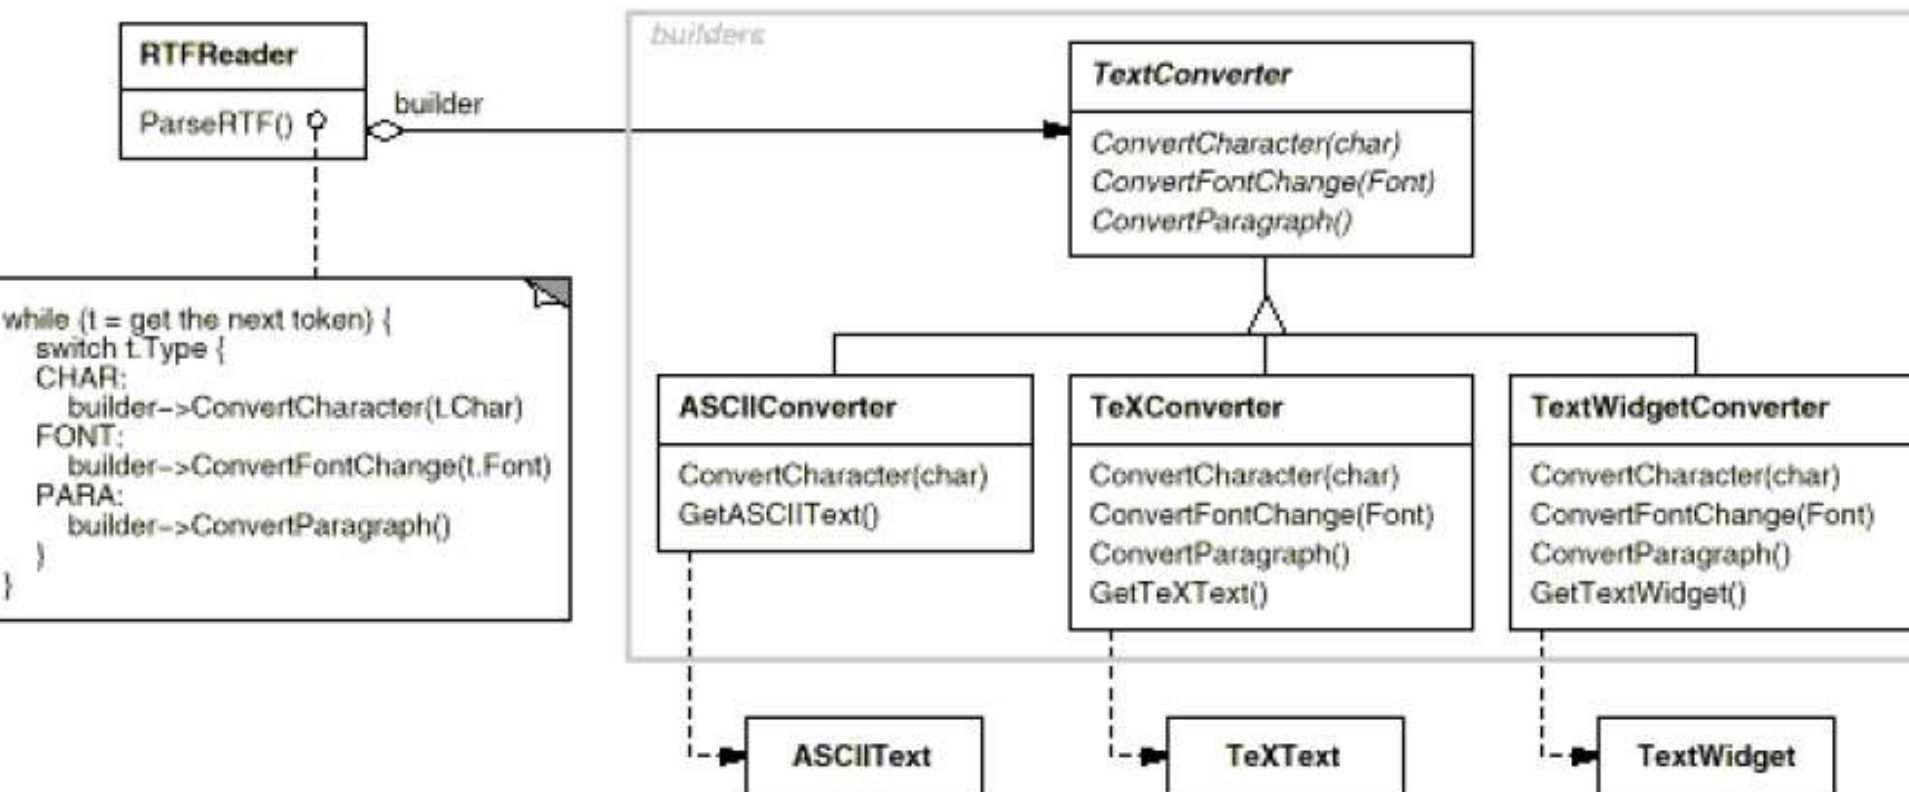 builders
RTFReader
ParseRTF()
builder
TextConverter
ConvertCharacter(char)
ConvertFontChange(Font)
ConvertParagraph()
while (t = get the next token) {
switch t.Type {
CHAR:
builder->ConvertCharacter(t.Char)
FONT:
builder->ConvertFontChange(t.Font)
PARA:
builder->ConvertParagraph()
}
}
ASCIIConverter
ConvertCharacter(char)
GetASCIIText()
TeXConverter
ConvertCharacter(char)
ConvertFontChange(Font)
ConvertParagraph()
GetTeXText()
TextWidgetConverter
ConvertCharacter(char)
ConvertFontChange(Font)
ConvertParagraph()
GetTextWidget()
ASCIIText
TeXText
TextWidget